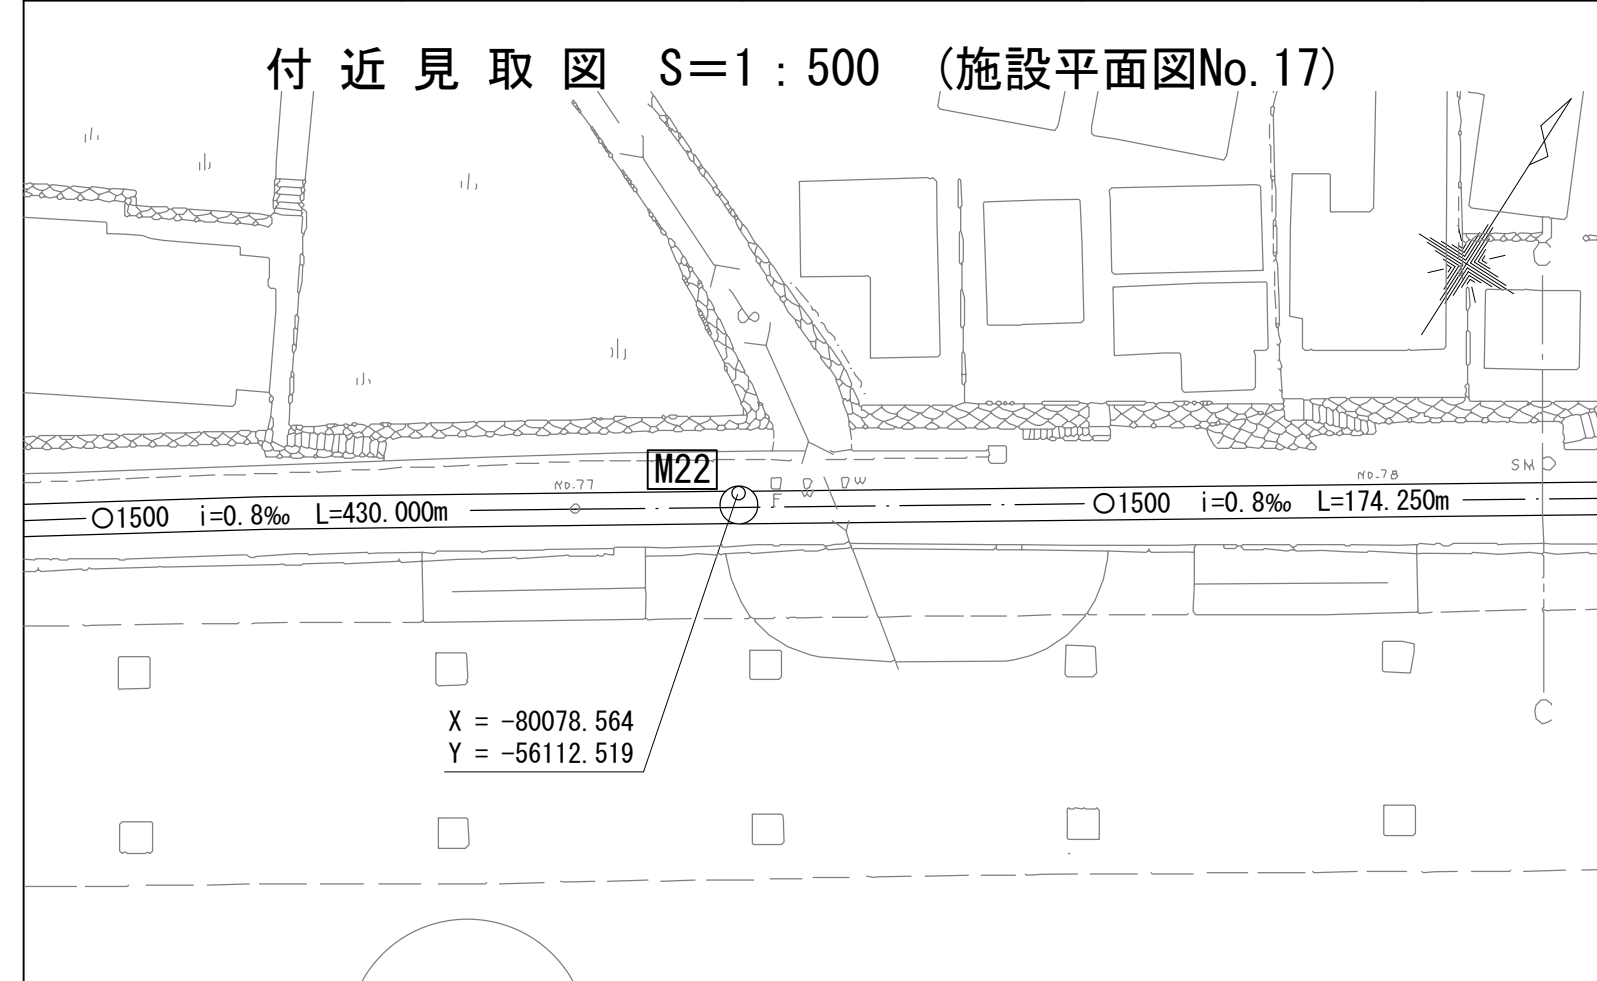 付近見取図 S=1:500 (施設平面図No.17)
M22
NO.77
NO.78
SM
F
W
W
○1500 i=0.8‰ L=430.000m
○1500 i=0.8‰ L=174.250m
X = -80078.564
Y = -56112.519